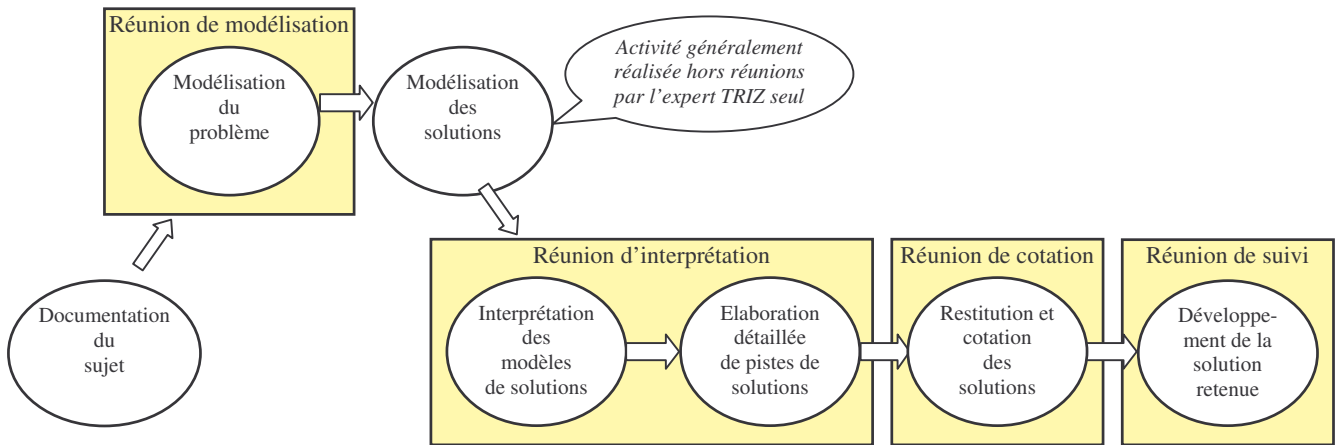 Réunion de modélisation
Modélisation
du
problème
Modélisation
des
solutions
Activité généralement
réalisée hors réunions
par l’expert TRIZ seul
Documentation
du
sujet
Réunion d’interprétation
Interprétation
des
modèles
de solutions
Elaboration
détaillée
de pistes de
solutions
Réunion de cotation
Restitution et
cotation
des
solutions
Réunion de suivi
Développe-
ment de la
solution
retenue